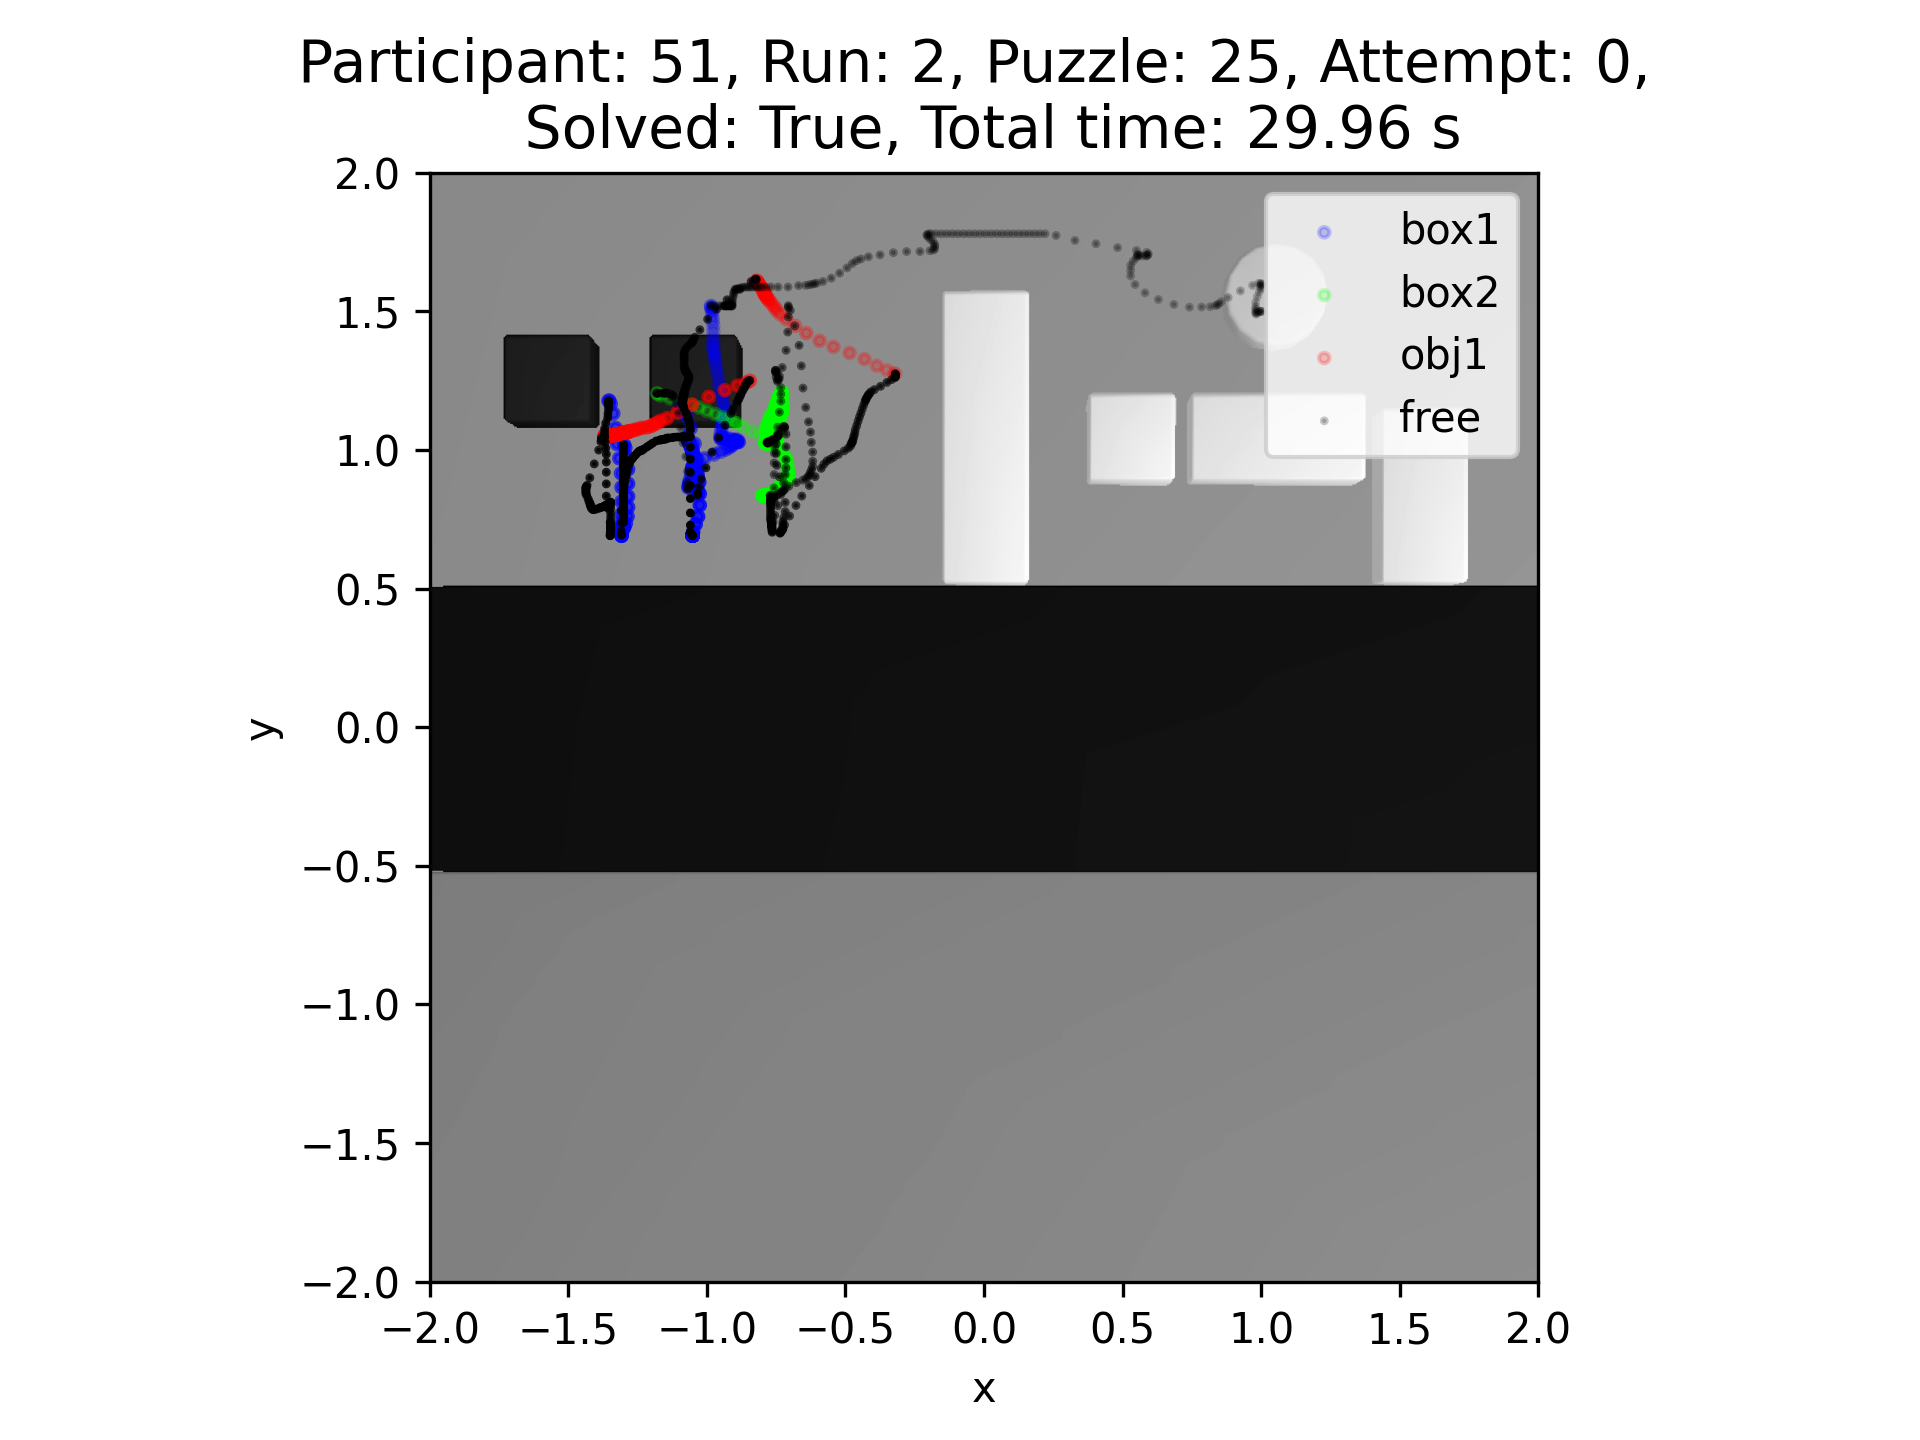 Participant: 51, Run: 2, Puzzle: 25, Attempt: 0,
Solved: True, Total time: 29.96 s
2.0
1.5
1.0
0.5
0.0
−0.5
−1.0
−1.5
−2.0
y
box1
box2
obj1
free
−2.0 −1.5 −1.0 −0.5 0.0 0.5 1.0 1.5 2.0
x